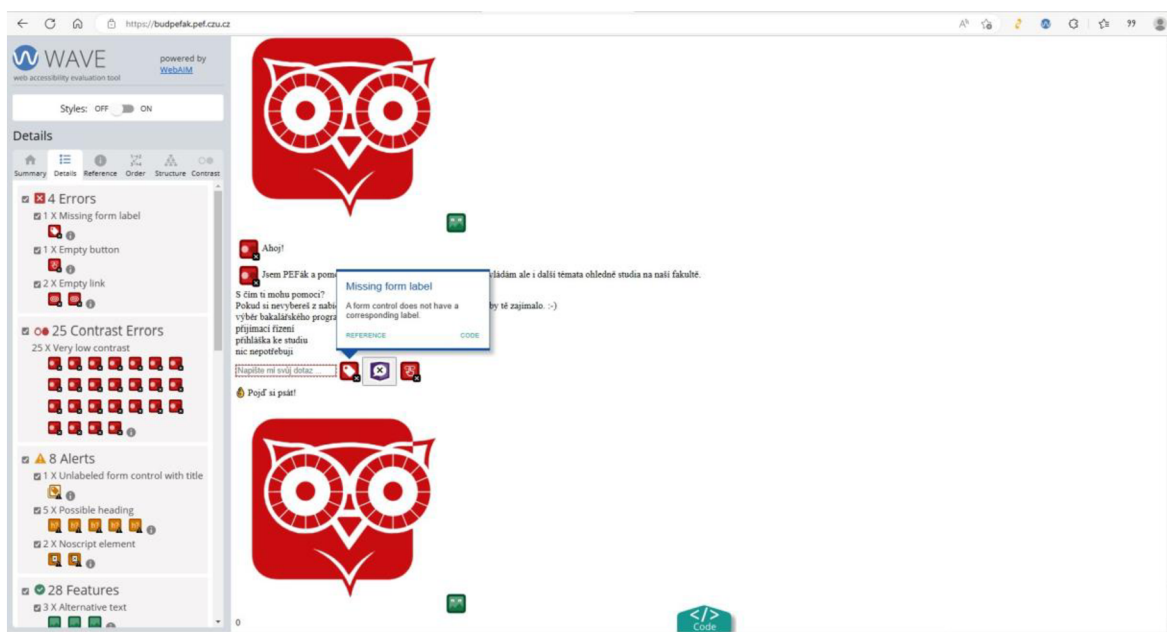 https://budpefak.pef.czu.cz
WAVE
web accessibility evaluation tool
powered by
WebAIM
Styles: OFF ON
Details
Summary Details Reference Order Structure Contrast
4 Errors
1 X Missing form label
1 X Empty button
2 X Empty link
25 Contrast Errors
25 X Very low contrast
8 Alerts
1 X Unlabeled form control with title
5 X Possible heading
2 X Noscript element
28 Features
3 X Alternative text
Ahoj!
Jsem PEFák a pomo
vládám ale i další témata ohledně studia na naší fakultě.
S čím ti mohu pomoci?
Pokud si nevybereš z nabí
by tě zajímalo. :-)
výběr bakalářského progra
přijímací řízení
přihláška ke studiu
nic nepotřebuji
Missing form label
A form control does not have a
corresponding label.
REFERENCE CODE
Napište mi svůj dotaz ...
Pojď si psát!
0
</> 
Code